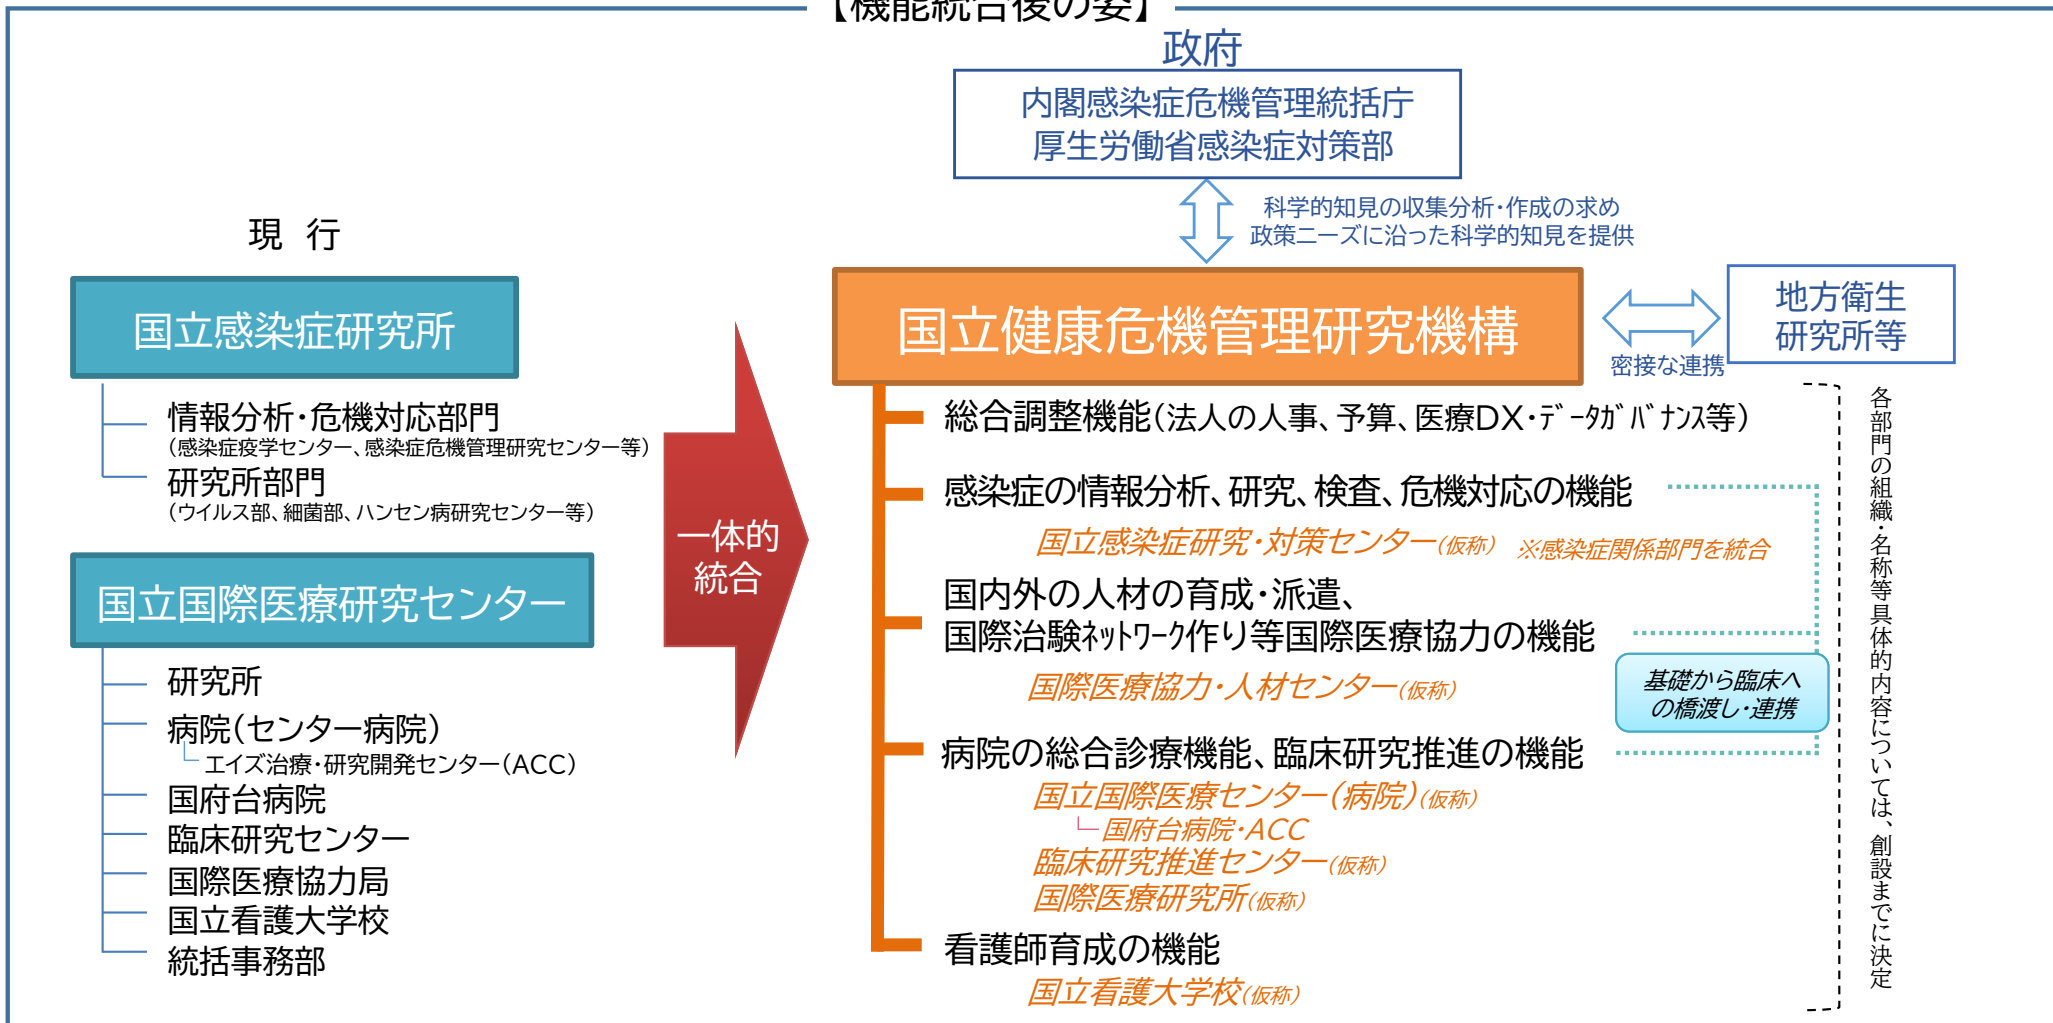 【機能統合後の姿】
政府
内閣感染症危機管理統括庁
厚生労働省感染症対策部
科学的知見の収集分析・作成の求め
政策ニーズに沿った科学的知見を提供
現 行
国立感染症研究所
情報分析・危機対応部門
（感染症疫学センター、感染症危機管理研究センター等）
研究所部門
（ウイルス部、細菌部、ハンセン病研究センター等）
国立国際医療研究センター
研究所
病院（センター病院）
エイズ治療・研究開発センター（ACC）
国府台病院
臨床研究センター
国際医療協力局
国立看護大学校
統括事務部
一体的
統合
国立健康危機管理研究機構
密接な連携
地方衛生
研究所等
総合調整機能（法人の人事、予算、医療DX・ﾃﾞｰﾀｶﾞﾊﾞﾅﾝｽ等）
感染症の情報分析、研究、検査、危機対応の機能
国立感染症研究・対策センター（仮称） ※感染症関係部門を統合
国内外の人材の育成・派遣、
国際治験ﾈｯﾄﾜｰｸ作り等国際医療協力の機能
国際医療協力・人材センター（仮称）
基礎から臨床へ
の橋渡し・連携
病院の総合診療機能、臨床研究推進の機能
国立国際医療センター（病院）（仮称）
国府台病院・ACC
臨床研究推進センター（仮称）
国際医療研究所（仮称）
看護師育成の機能
国立看護大学校（仮称）
各部門の組織・名称等具体的内容については、創設までに決定